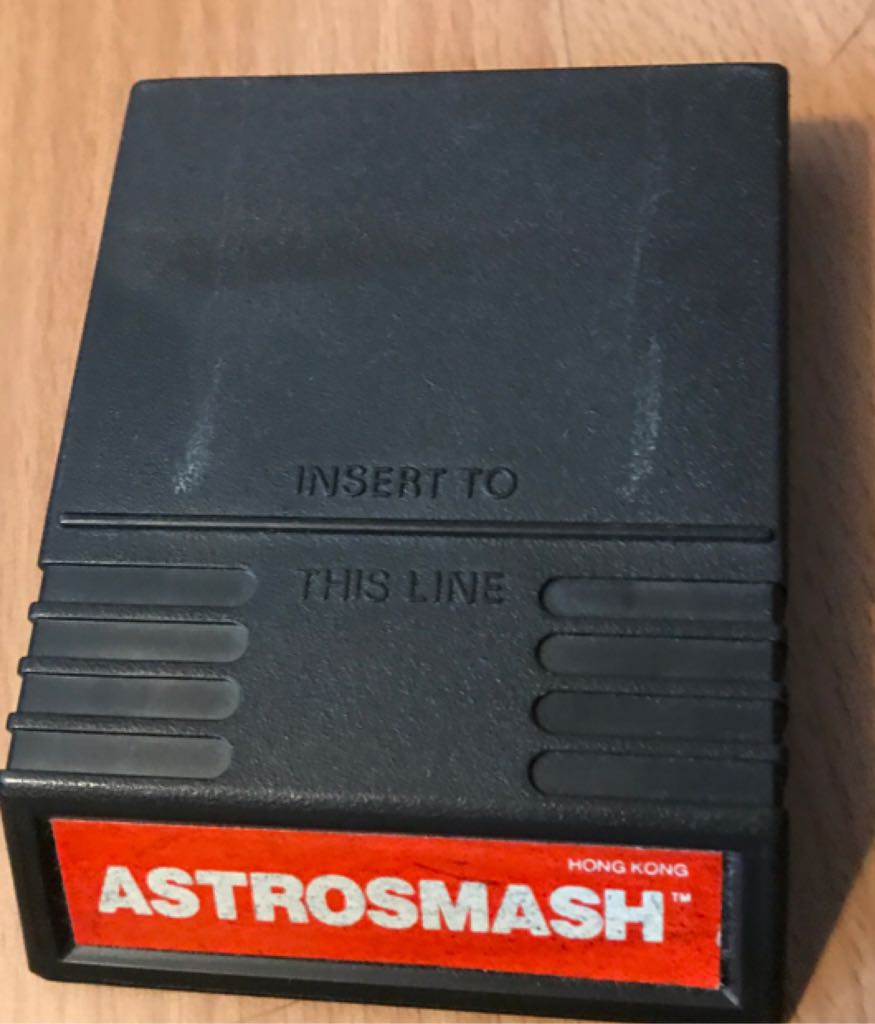 INSERT TO
THIS LINE
HONG KONG
ASTROSMASH™